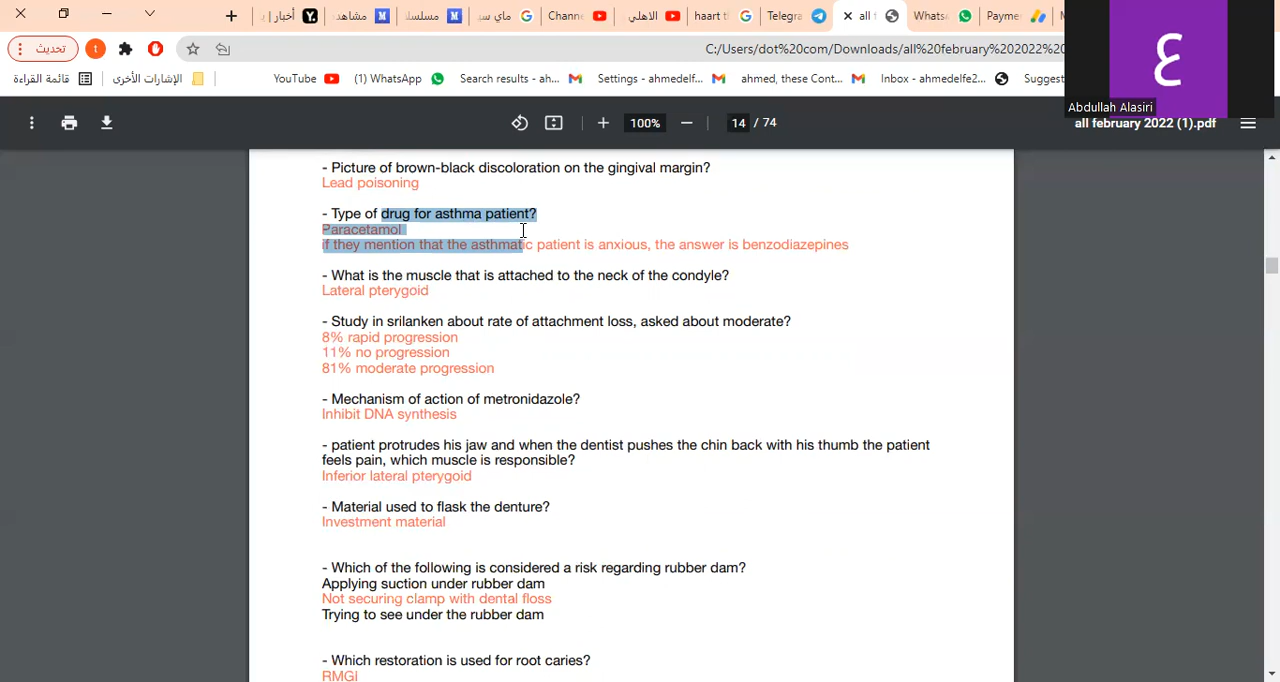 أخبار | ي
مشاهد
مسلسل
ماي سي
Chann
الاهلي
haart t
Telegra
all f
Whats
Payme
تحديث
C:/Users/dot%20com/Downloads/all%20february%202022%20
قائمة القراءة
الإشارات الأخرى
YouTube
(1) WhatsApp
Search results - ah...
Settings - ahmedelf...
ahmed, these Cont...
Inbox - ahmedelfe2...
Suggest
ع
Abdullah Alasiri
100%
14 / 74
all february 2022 (1).pdf
- Picture of brown-black discoloration on the gingival margin?
Lead poisoning
- Type of drug for asthma patient?
Paracetamol
if they mention that the asthmatic patient is anxious, the answer is benzodiazepines
- What is the muscle that is attached to the neck of the condyle?
Lateral pterygoid
- Study in srilanken about rate of attachment loss, asked about moderate?
8% rapid progression
11% no progression
81% moderate progression
- Mechanism of action of metronidazole?
Inhibit DNA synthesis
- patient protrudes his jaw and when the dentist pushes the chin back with his thumb the patient
feels pain, which muscle is responsible?
Inferior lateral pterygoid
- Material used to flask the denture?
Investment material
- Which of the following is considered a risk regarding rubber dam?
Applying suction under rubber dam
Not securing clamp with dental floss
Trying to see under the rubber dam
- Which restoration is used for root caries?
RMGI